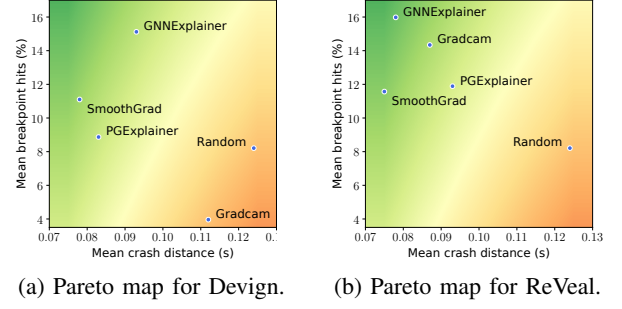 16
14
12
10
8
6
4
Mean breakpoint hits (%)
GNNExplainer
SmoothGrad
PGExplainer
Random
Gradcam
0.07 0.08 0.09 0.10 0.11 0.12 0.1
Mean crash distance (s)
(a) Pareto map for Devign.
16
14
12
10
8
6
4
Mean breakpoint hits (%)
GNNExplainer
Gradcam
PGExplainer
SmoothGrad
Random
0.07 0.08 0.09 0.10 0.11 0.12 0.13
Mean crash distance (s)
(b) Pareto map for ReVeal.